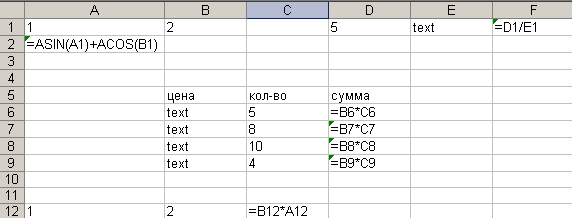 A B C D E F
1 1 2 5 text =D1/E1
2 =ASIN(A1)+ACOS(B1)
3
4
5 цена кол-во сумма
6 text 5 =B6*C6
7 text 8 =B7*C7
8 text 10 =B8*C8
9 text 4 =B9*C9
10
11
12 1 2 =B12*A12